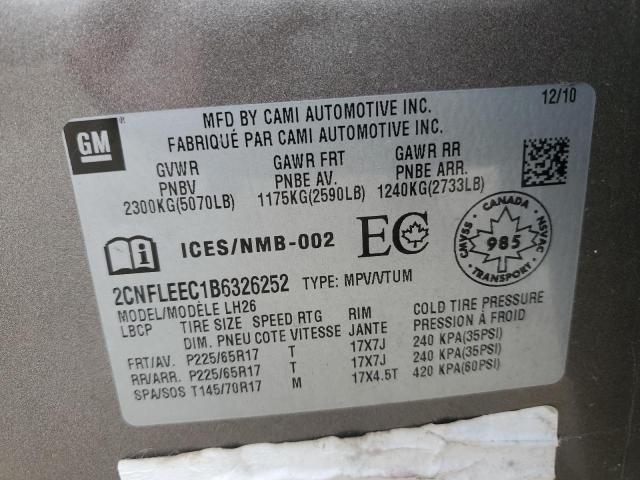 GM
®
MFD BY CAMI AUTOMOTIVE INC.
12/10
FABRIQUÉ PAR CAMI AUTOMOTIVE INC.
GVWR GAWR FRT GAWR RR
PNBV PNBE AV. PNBE ARR.
2300KG(5070LB) 1175KG(2590LB) 1240KG(2733LB)
i ICES/NMB-002 EC
CANADA
CMVSS 985 NSVAC
TRANSPORT
2CNFLEEC1B6326252 TYPE: MPV/VTUM
MODEL/MODÈLE LH26
LBCP TIRE SIZE SPEED RTG RIM COLD TIRE PRESSURE
DIM. PNEU COTE VITESSE JANTE PRESSION À FROID
FRT/AV. P225/65R17 T 17X7J 240 KPA(35PSI)
RR/ARR. P225/65R17 T 17X7J 240 KPA(35PSI)
SPA/SOS T145/70R17 M 17X4.5T 420 KPA(60PSI)